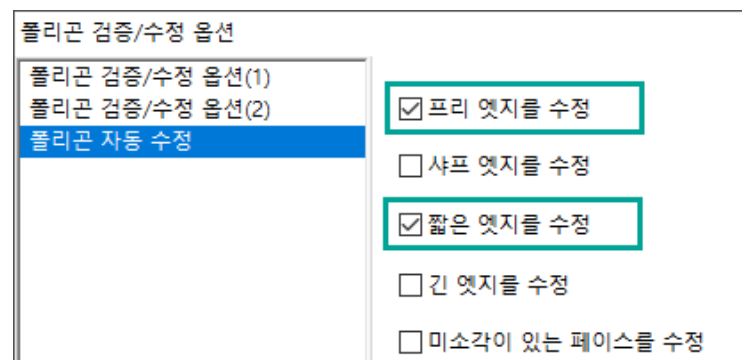 폴리곤 검증/수정 옵션
폴리곤 검증/수정 옵션(1)
폴리곤 검증/수정 옵션(2)
폴리곤 자동 수정
프리 엣지를 수정
샤프 엣지를 수정
짧은 엣지를 수정
긴 엣지를 수정
미소각이 있는 페이스를 수정